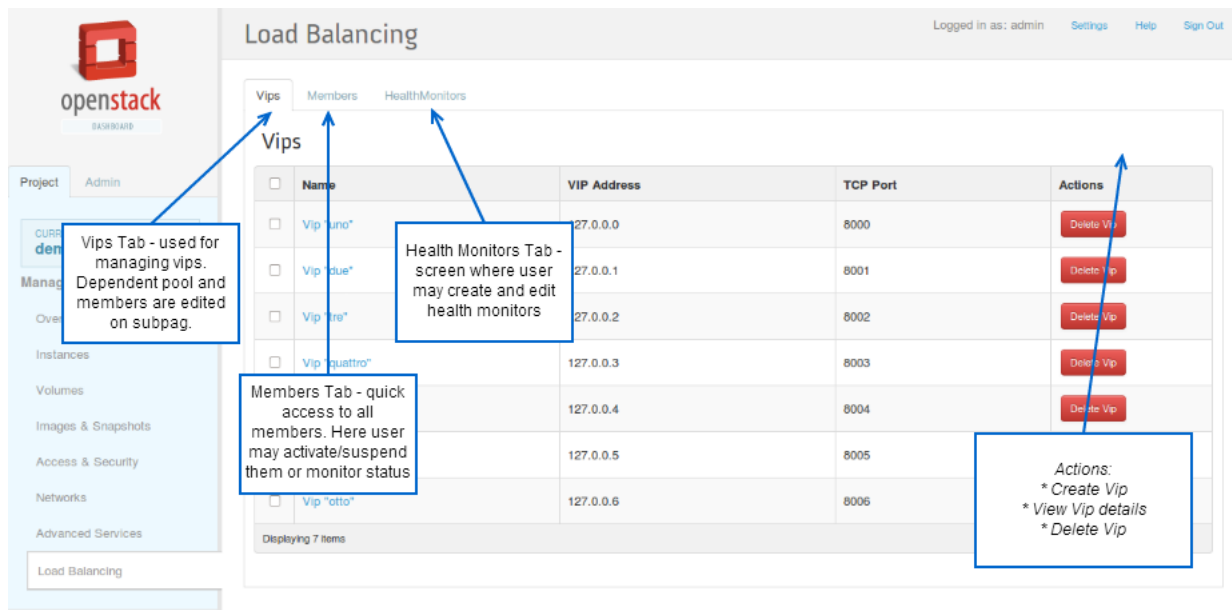 openstack
DASHBOARD
Load Balancing
Logged in as: admin Settings Help Sign Out
Project Admin
CURR
dem
Manag
Over
Instances
Volumes
Images & Snapshots
Access & Security
Networks
Advanced Services
Load Balancing
Vips Members HealthMonitors
Vips
Name VIP Address TCP Port Actions
Vip "uno" 127.0.0.0 8000 Delete Vip
Vip "due" 127.0.0.1 8001 Delete Vip
Vip "tre" 127.0.0.2 8002 Delete Vip
Vip "quattro" 127.0.0.3 8003 Delete Vip
127.0.0.4 8004 Delete Vip
127.0.0.5 8005
Vip "otto" 127.0.0.6 8006
Displaying 7 items
Vips Tab - used for
managing vips.
Dependent pool and
members are edited
on subpag.
Health Monitors Tab -
screen where user
may create and edit
health monitors
Members Tab - quick
access to all
members. Here user
may activate/suspend
them or monitor status
Actions:
* Create Vip
* View Vip details
* Delete Vip